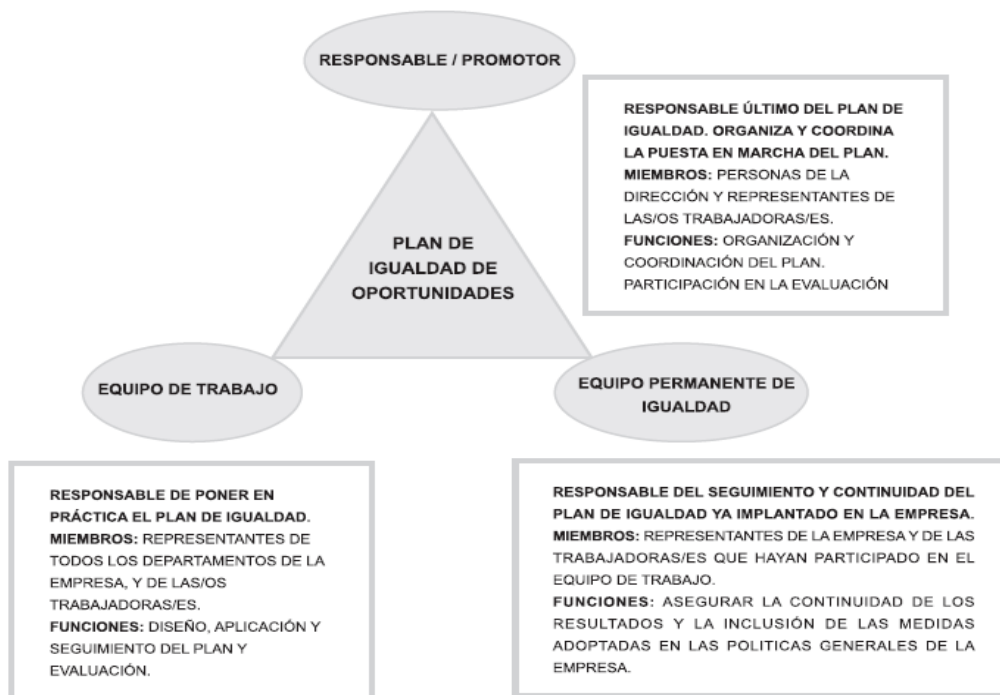 RESPONSABLE / PROMOTOR
RESPONSABLE ÚLTIMO DEL PLAN DE
IGUALDAD. ORGANIZA Y COORDINA
LA PUESTA EN MARCHA DEL PLAN.
MIEMBROS: PERSONAS DE LA
DIRECCIÓN Y REPRESENTANTES DE
LAS/OS TRABAJADORAS/ES.
FUNCIONES: ORGANIZACIÓN Y
COORDINACIÓN DEL PLAN.
PARTICIPACIÓN EN LA EVALUACIÓN
PLAN DE
IGUALDAD DE
OPORTUNIDADES
EQUIPO DE TRABAJO
EQUIPO PERMANENTE DE
IGUALDAD
RESPONSABLE DE PONER EN
PRÁCTICA EL PLAN DE IGUALDAD.
MIEMBROS: REPRESENTANTES DE
TODOS LOS DEPARTAMENTOS DE LA
EMPRESA, Y DE LAS/OS
TRABAJADORAS/ES.
FUNCIONES: DISEÑO, APLICACIÓN Y
SEGUIMIENTO DEL PLAN Y
EVALUACIÓN.
RESPONSABLE DEL SEGUIMIENTO Y CONTINUIDAD DEL
PLAN DE IGUALDAD YA IMPLANTADO EN LA EMPRESA.
MIEMBROS: REPRESENTANTES DE LA EMPRESA Y DE LAS
TRABAJADORAS/ES QUE HAYAN PARTICIPADO EN EL
EQUIPO DE TRABAJO.
FUNCIONES: ASEGURAR LA CONTINUIDAD DE LOS
RESULTADOS Y LA INCLUSIÓN DE LAS MEDIDAS
ADOPTADAS EN LAS POLITICAS GENERALES DE LA
EMPRESA.